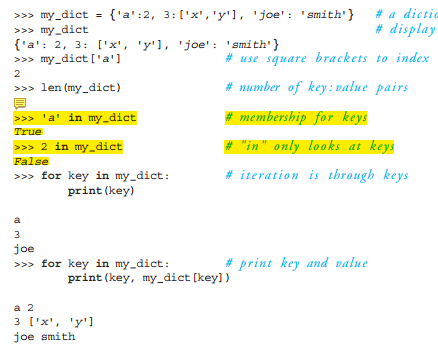 >>> my_dict = {'a':2, 3:['x','y'], 'joe': 'smith'} # a
>>> my_dict # display
{'a': 2, 3: ['x', 'y'], 'joe': 'smith'}
>>> my_dict['a'] # use square brackets to index
2
>>> len(my_dict) # number of key:value pairs
>>> 'a' in my_dict # membership for keys
True
>>> 2 in my_dict # "in" only looks at keys
False
>>> for key in my_dict: # iteration is through keys
print(key)
a
3
joe
>>> for key in my_dict: # print key and value
print(key, my_dict[key])
a 2
3 ['x', 'y']
joe smith